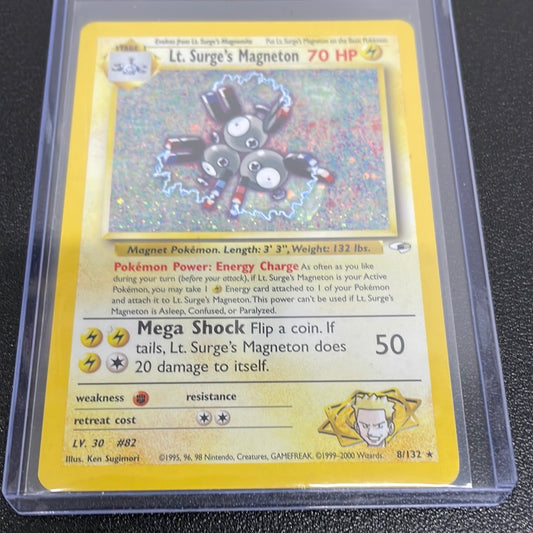 STAGE 1
Evolves from Lt. Surge's Magnemite
Put Lt. Surge's Magneton on the Basic Pokémon
Lt. Surge's Magneton 70 HP
Magnet Pokémon. Length: 3' 3", Weight: 132 lbs.
Pokémon Power: Energy Charge As often as you like
during your turn (before your attack), if Lt. Surge's Magneton is your Active
Pokémon, you may take 1 Energy card attached to 1 of your Pokémon
and attach it to Lt. Surge's Magneton. This power can't be used if Lt. Surge's
Magneton is Asleep, Confused, or Paralyzed.
Mega Shock Flip a coin. If
tails, Lt. Surge's Magneton does
20 damage to itself.
50
weakness resistance
retreat cost
LV. 30 #82
Illus. Ken Sugimori ©1995, 96, 98 Nintendo, Creatures, GAMEFREAK. ©1999-2000 Wizards. 8/132 ★